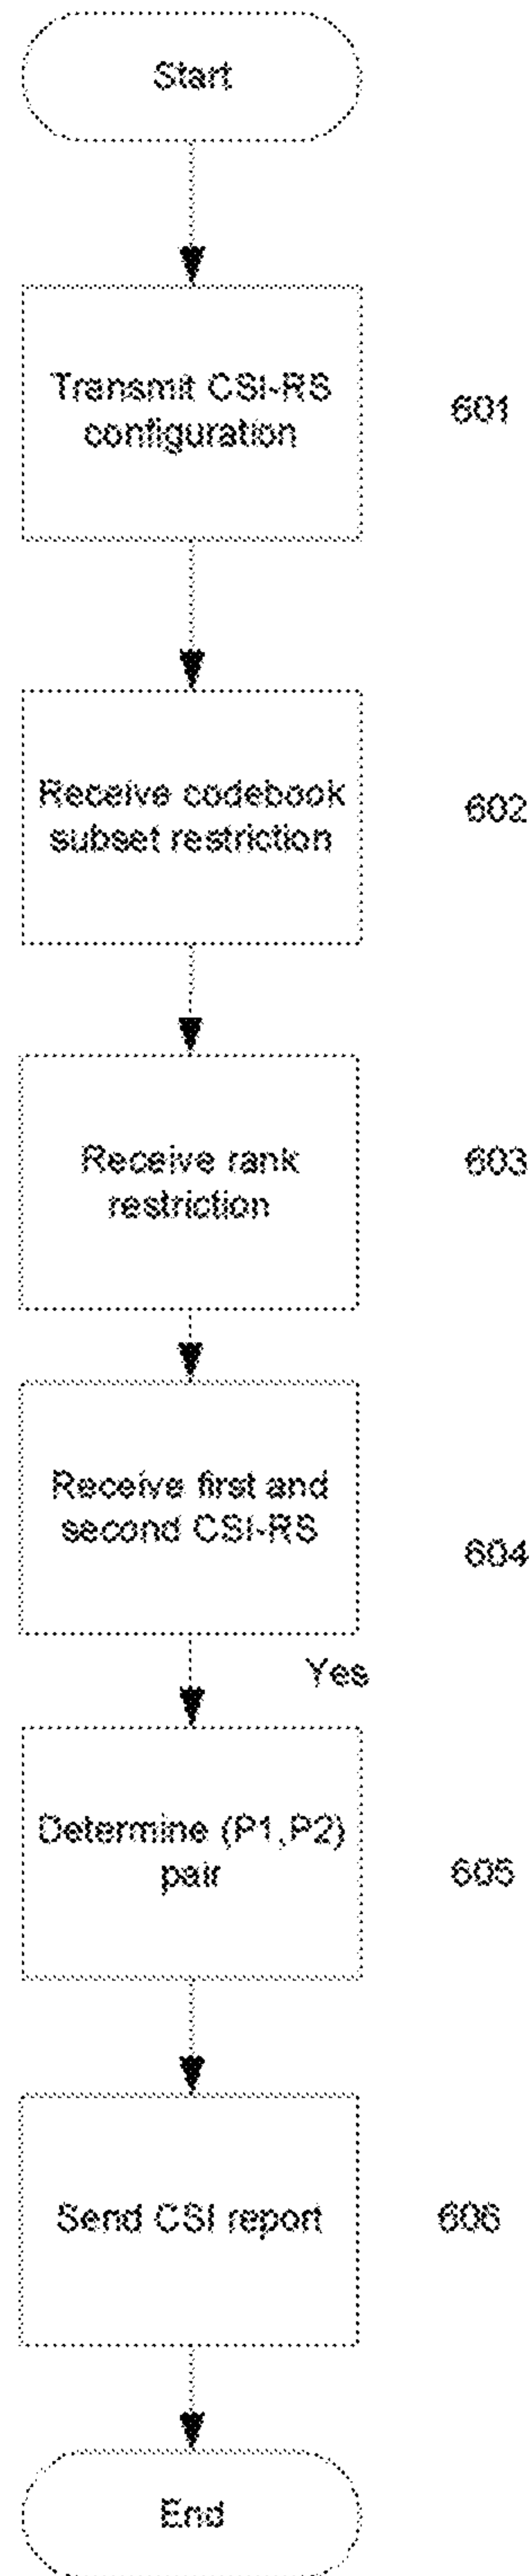 Start
Transmit CSI-RS
configuration
601
Receive codebook
subset restriction
602
Receive rank
restriction
603
Receive first and
second CSI-RS
604
Yes
Determine (P1,P2)
pair
605
Send CSI report
606
End